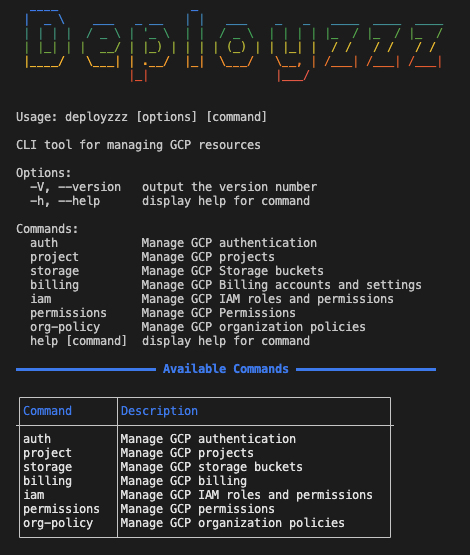 Deployzzz
Usage: deployzzz [options] [command]
CLI tool for managing GCP resources
Options:
-V, --version   output the version number
-h, --help      display help for command
Commands:
auth            Manage GCP authentication
project         Manage GCP projects
storage         Manage GCP Storage buckets
billing         Manage GCP Billing accounts and settings
iam             Manage GCP IAM roles and permissions
permissions     Manage GCP Permissions
org-policy      Manage GCP organization policies
help [command]  display help for command
Available Commands
Command Description
auth Manage GCP authentication
project Manage GCP projects
storage Manage GCP storage buckets
billing Manage GCP billing
iam Manage GCP IAM roles and permissions
permissions Manage GCP permissions
org-policy Manage GCP organization policies